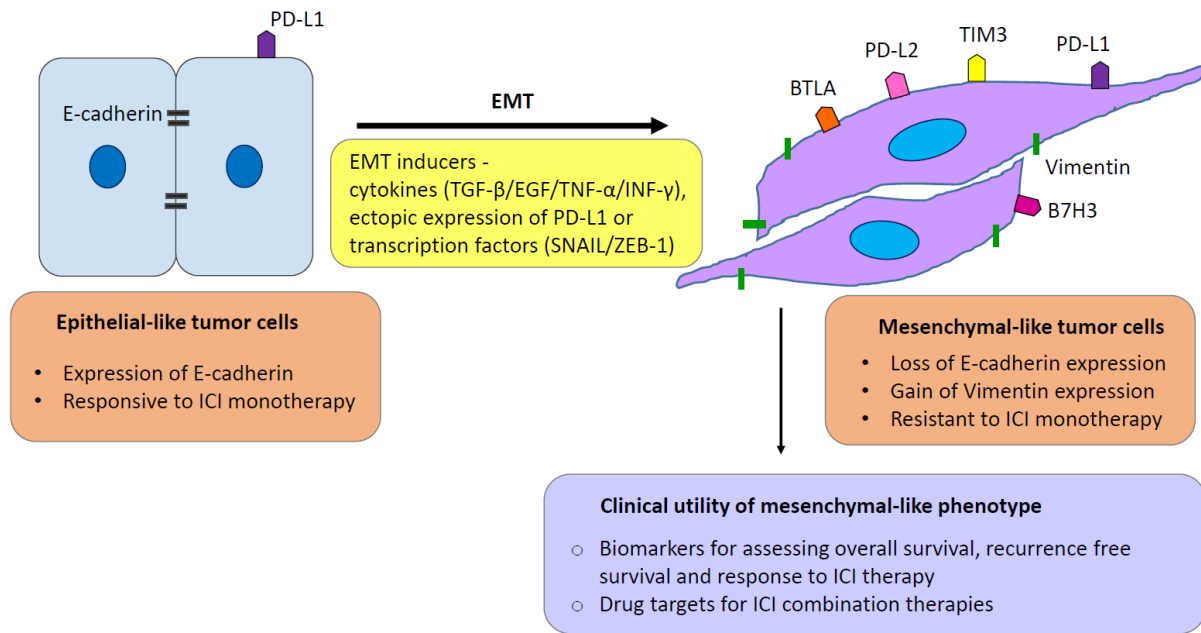 PD-L1
E-cadherin
EMT
EMT inducers -
cytokines (TGF-β/EGF/TNF-α/INF-γ),
ectopic expression of PD-L1 or
transcription factors (SNAIL/ZEB-1)
BTLA
PD-L2
TIM3
PD-L1
Vimentin
B7H3
Epithelial-like tumor cells
• Expression of E-cadherin
• Responsive to ICI monotherapy
Mesenchymal-like tumor cells
• Loss of E-cadherin expression
• Gain of Vimentin expression
• Resistant to ICI monotherapy
Clinical utility of mesenchymal-like phenotype
○ Biomarkers for assessing overall survival, recurrence free
survival and response to ICI therapy
○ Drug targets for ICI combination therapies